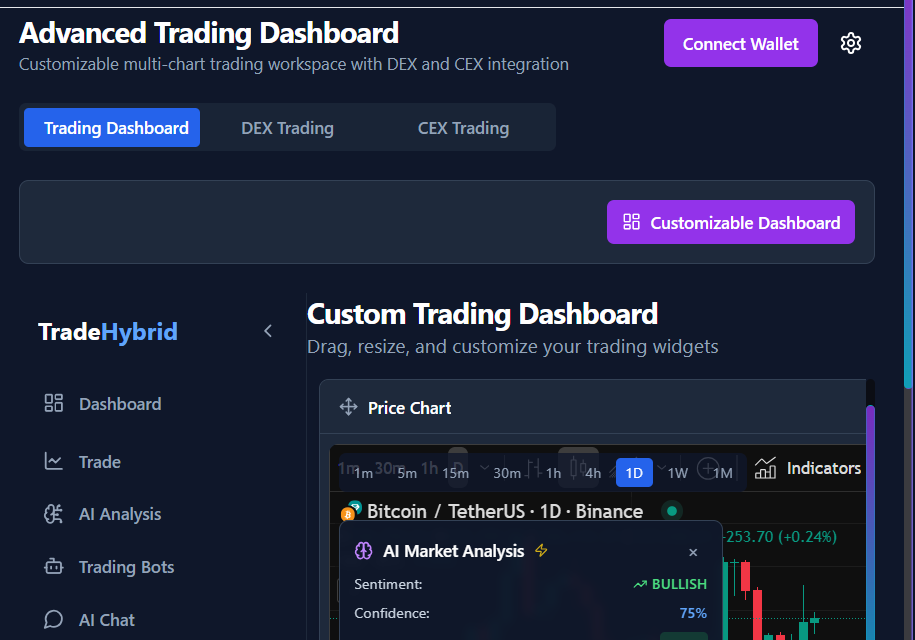 Advanced Trading Dashboard
Customizable multi-chart trading workspace with DEX and CEX integration
Connect Wallet
Trading Dashboard DEX Trading CEX Trading
Customizable Dashboard
TradeHybrid
Dashboard
Trade
AI Analysis
Trading Bots
AI Chat
Custom Trading Dashboard
Drag, resize, and customize your trading widgets
Price Chart
1m 30m 1h D
1m 5m 15m 30m 1h 4h 1D 1W 1M
Indicators
Bitcoin / TetherUS · 1D · Binance
253.70 (+0.24%)
AI Market Analysis
Sentiment: BULLISH
Confidence: 75%